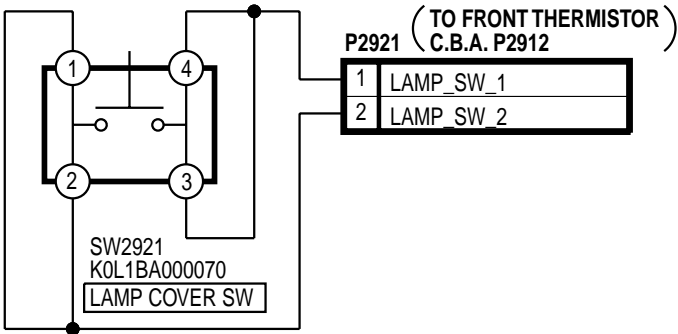 (TO FRONT THERMISTOR)
P2921 C.B.A. P2912
1 4
1 LAMP_SW_1
2 LAMP_SW_2
2 3
SW2921
K0L1BA000070
LAMP COVER SW